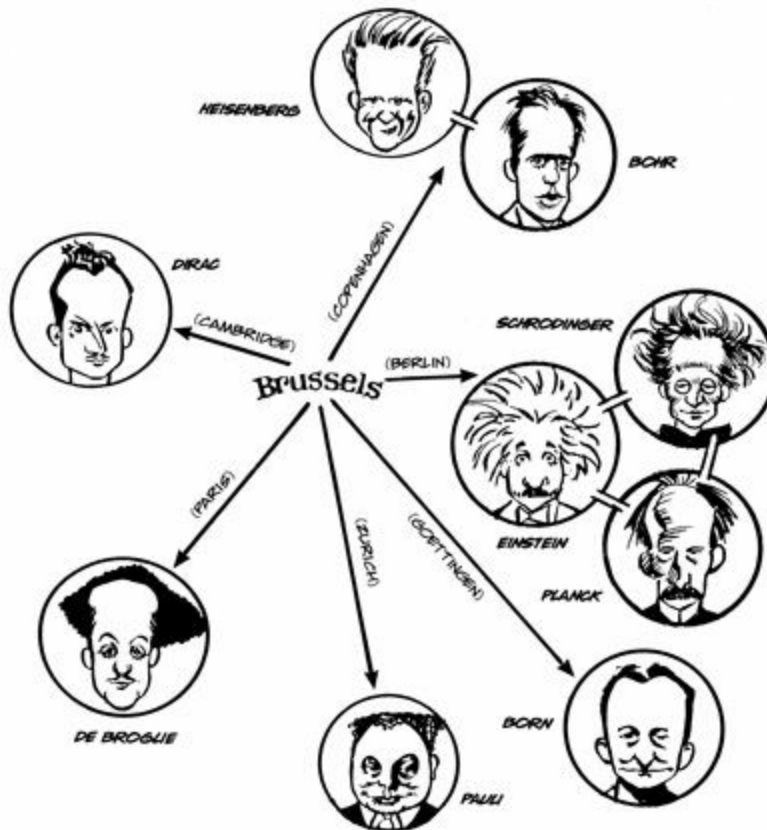 HEISENBERG
BOHR
(COPENHAGEN)
DIRAC
(CAMBRIDGE)
SCHRODINGER
(BERLIN)
Brussels
EINSTEIN
PLANCK
(PARIS)
(ZURICH)
(GOETTINGEN)
DE BROGLIE
BORN
PAULI